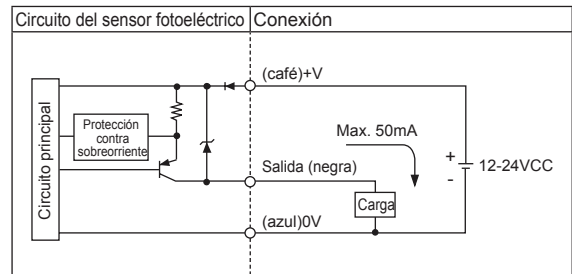 Circuito del sensor fotoeléctrico
Conexión
(café)+V
Circuito principal
Protección
contra
sobreorriente
Max. 50mA
Salida (negra)
+
-
12-24VCC
Carga
(azul)0V